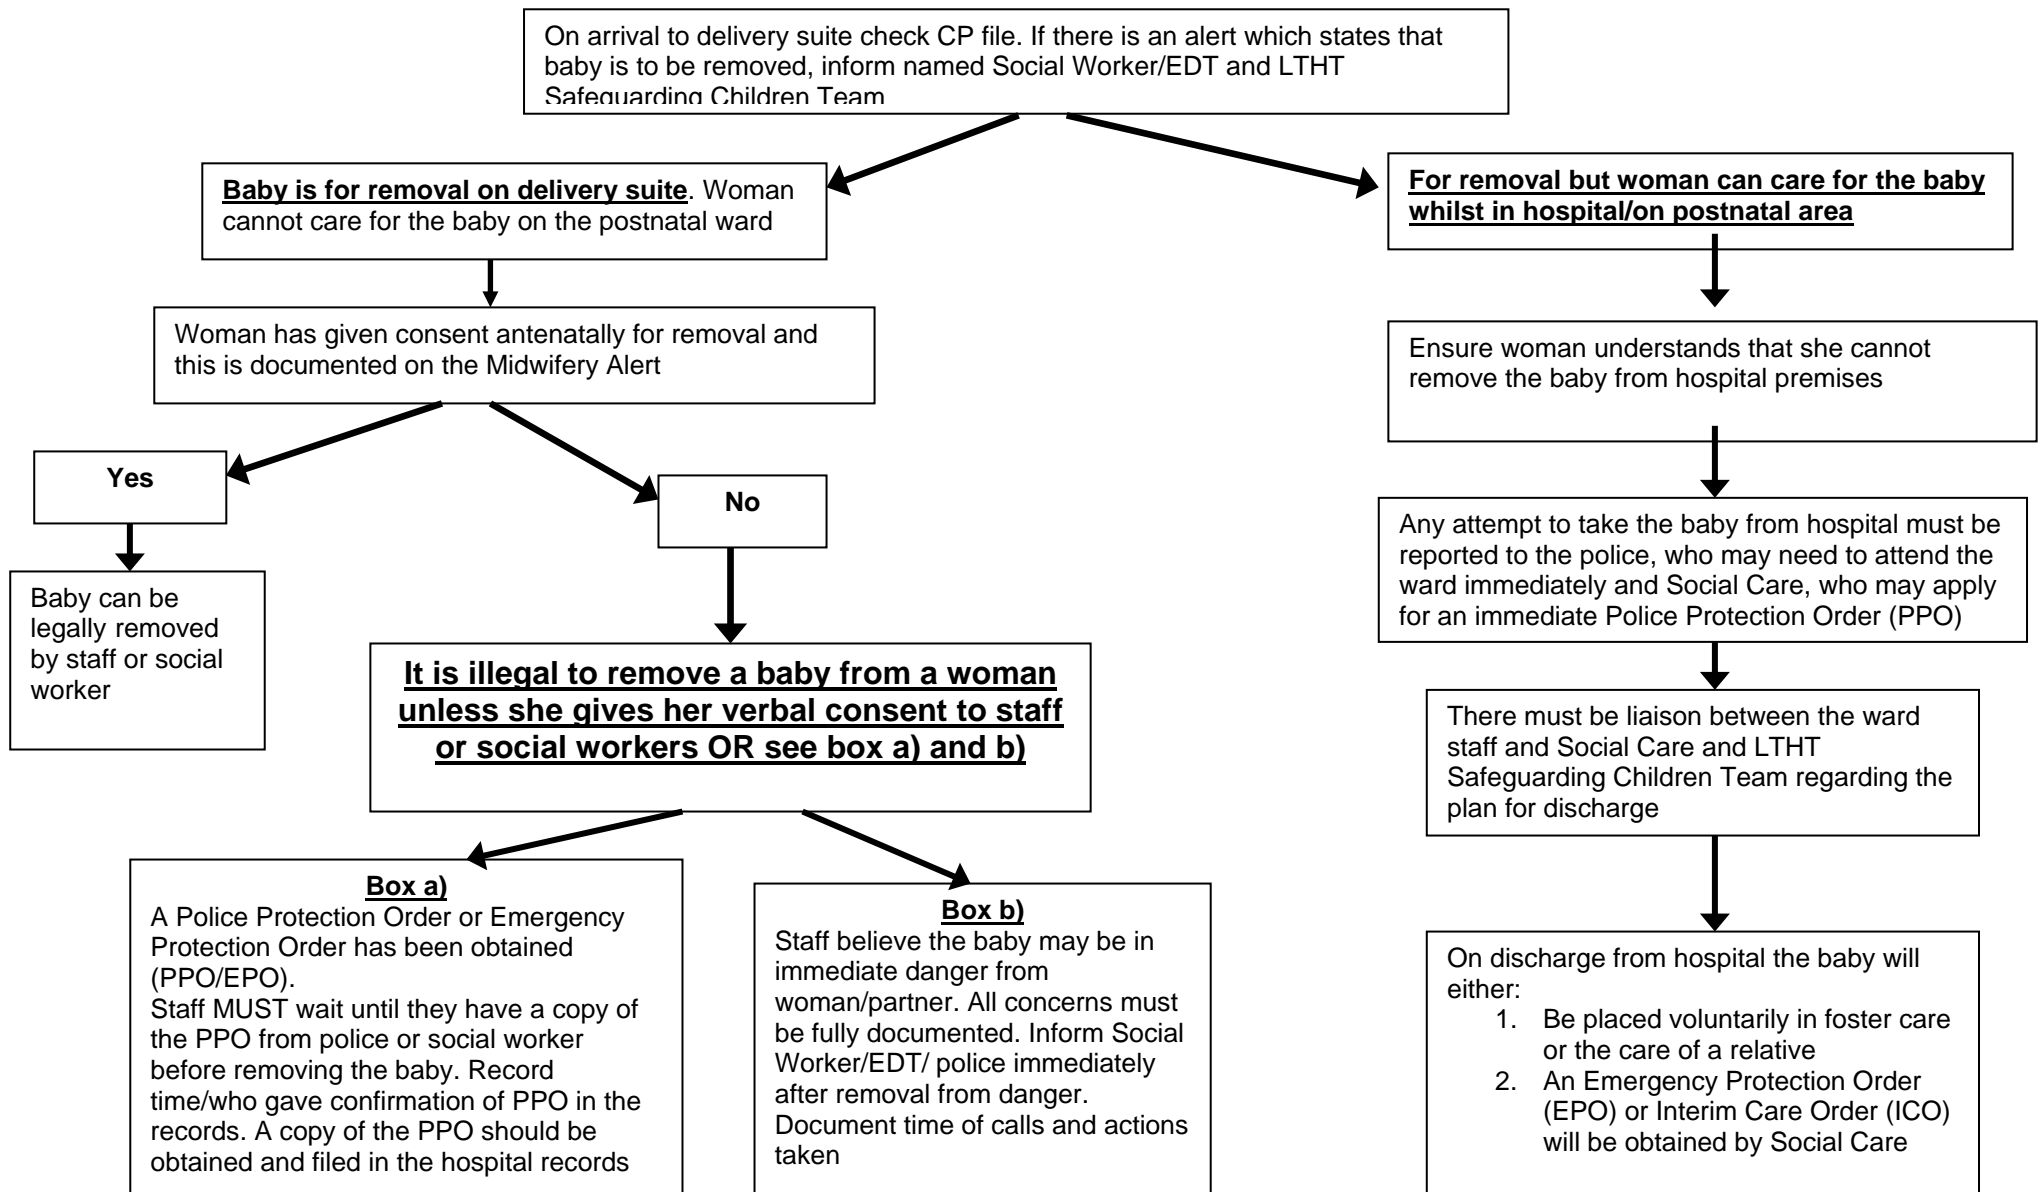 On arrival to delivery suite check CP file. If there is an alert which states that
baby is to be removed, inform named Social Worker/EDT and LTHT
Safeguarding Children Team
Baby is for removal on delivery suite. Woman
cannot care for the baby on the postnatal ward
For removal but woman can care for the baby
whilst in hospital/on postnatal area
Woman has given consent antenatally for removal and
this is documented on the Midwifery Alert
Ensure woman understands that she cannot
remove the baby from hospital premises
Yes
No
Any attempt to take the baby from hospital must be
reported to the police, who may need to attend the
ward immediately and Social Care, who may apply
for an immediate Police Protection Order (PPO)
Baby can be
legally removed
by staff or social
worker
It is illegal to remove a baby from a woman
unless she gives her verbal consent to staff
or social workers OR see box a) and b)
There must be liaison between the ward
staff and Social Care and LTHT
Safeguarding Children Team regarding the
plan for discharge
Box a)
A Police Protection Order or Emergency
Protection Order has been obtained
(PPO/EPO).
Staff MUST wait until they have a copy of
the PPO from police or social worker
before removing the baby. Record
time/who gave confirmation of PPO in the
records. A copy of the PPO should be
obtained and filed in the hospital records
Box b)
Staff believe the baby may be in
immediate danger from
woman/partner. All concerns must
be fully documented. Inform Social
Worker/EDT/ police immediately
after removal from danger.
Document time of calls and actions
taken
On discharge from hospital the baby will
either:
1. Be placed voluntarily in foster care
or the care of a relative
2. An Emergency Protection Order
(EPO) or Interim Care Order (ICO)
will be obtained by Social Care